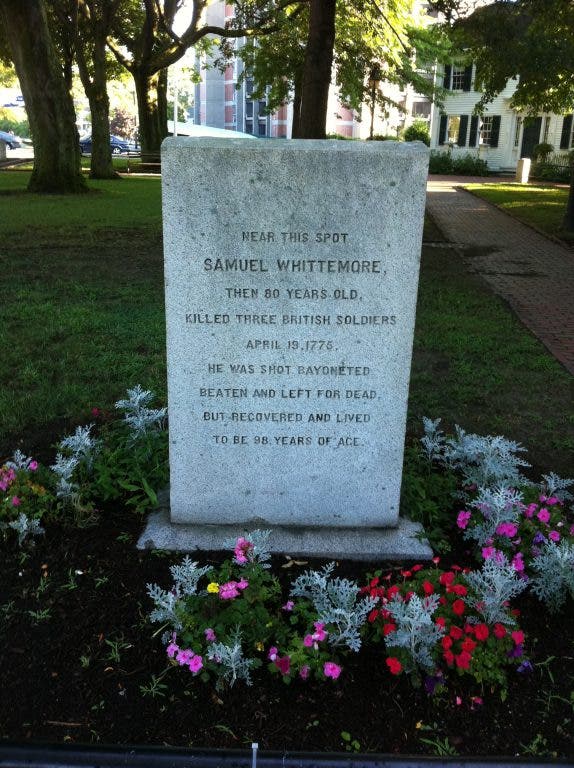 NEAR THIS SPOT
SAMUEL WHITTEMORE,
THEN 80 YEARS OLD,
KILLED THREE BRITISH SOLDIERS
APRIL 19, 1775.
HE WAS SHOT BAYONETED
BEATEN AND LEFT FOR DEAD,
BUT RECOVERED AND LIVED
TO BE 98 YEARS OF AGE.